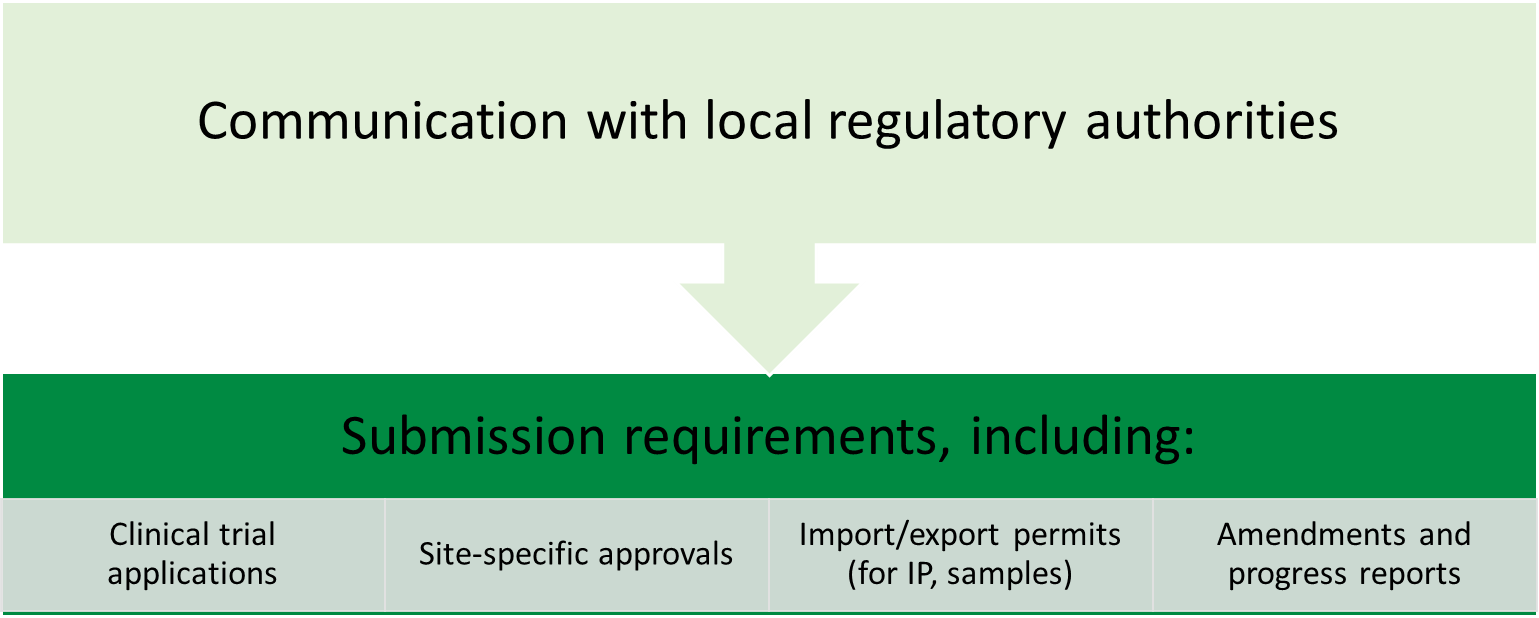 Communication with local regulatory authorities
Submission requirements, including:
Clinical trial
applications
Site-specific approvals
Import/export permits
(for IP, samples)
Amendments and
progress reports